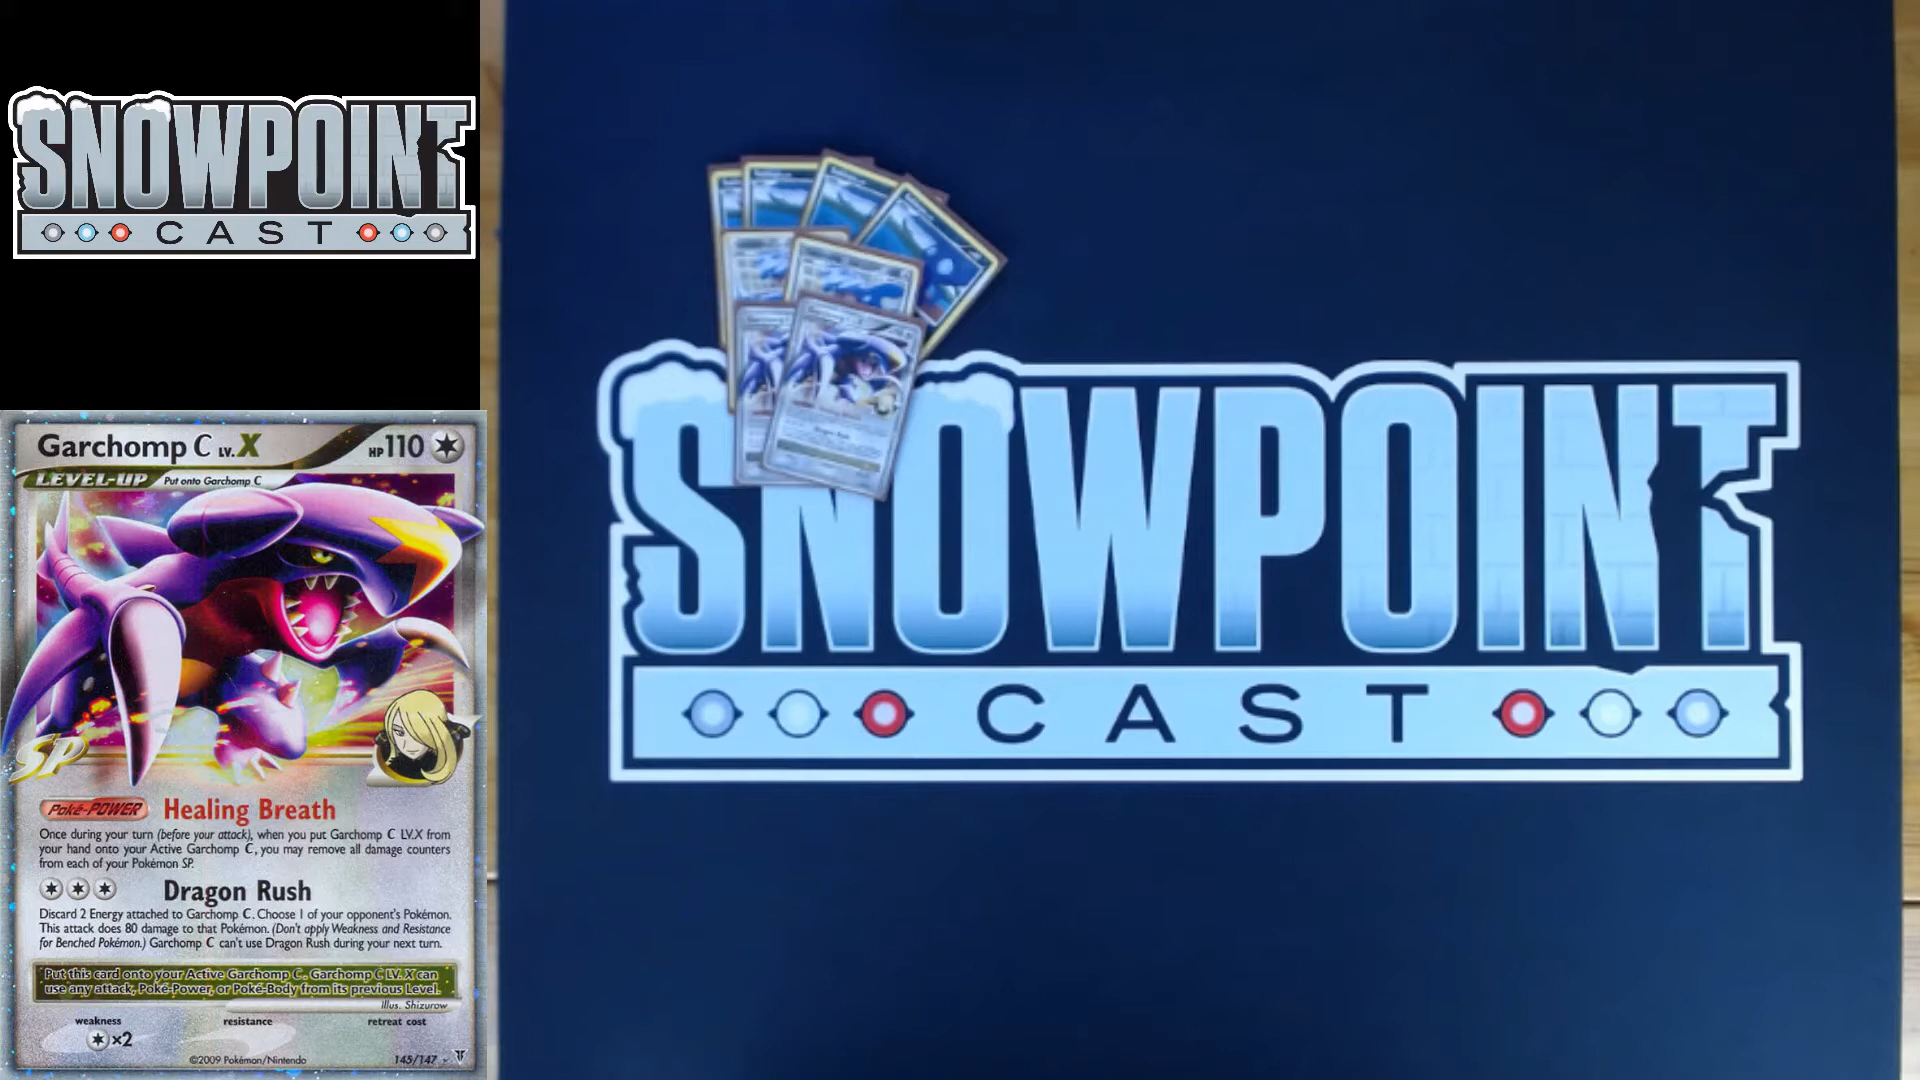 SNOWPOINT
CAST
Garchomp C LV.X HP110
LEVEL-UP Put onto Garchomp C
SP
Poké-POWER Healing Breath
Once during your turn (before your attack), when you put Garchomp C LV.X from
your hand onto your Active Garchomp C, you may remove all damage counters
from each of your Pokémon SP.
Dragon Rush
Discard 2 Energy attached to Garchomp C. Choose 1 of your opponent's Pokémon.
This attack does 80 damage to that Pokémon. (Don't apply Weakness and Resistance
for Benched Pokémon.) Garchomp C can't use Dragon Rush during your next turn.
Put this card onto your Active Garchomp C. Garchomp C LV.X can
use any attack, Poké-Power, or Poké-Body from its previous Level.
Illus. Shizurow
weakness resistance retreat cost
×2
©2009 Pokémon/Nintendo 145/147
SNOWPOINT
CAST
Dragon Rush